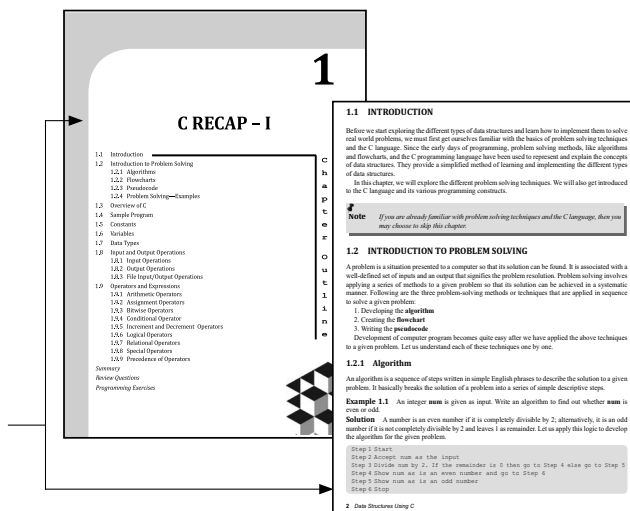 1
C RECAP – I
1.1 Introduction
1.2 Introduction to Problem Solving
1.2.1 Algorithms
1.2.2 Flowcharts
1.2.3 Pseudocode
1.2.4 Problem Solving—Examples
1.3 Overview of C
1.4 Sample Program
1.5 Constants
1.6 Variables
1.7 Data Types
1.8 Input and Output Operations
1.8.1 Input Operations
1.8.2 Output Operations
1.8.3 File Input/Output Operations
1.9 Operators and Expressions
1.9.1 Arithmetic Operators
1.9.2 Assignment Operators
1.9.3 Bitwise Operators
1.9.4 Conditional Operator
1.9.5 Increment and Decrement Operators
1.9.6 Logical Operators
1.9.7 Relational Operators
1.9.8 Special Operators
1.9.9 Precedence of Operators
Summary
Review Questions
Programming Exercises
Chapter Outline
1.1 INTRODUCTION
Before we start exploring the different types of data structures and learn how to implement them to solve
real world problems, we must first get ourselves familiar with the basics of problem solving techniques
and the C language. Since the early days of programming, problem solving methods, like algorithms
and flowcharts, and the C programming language have been used to represent and explain the concepts
of data structures. They provide a simplified method of learning and implementing the different types
of data structures.
In this chapter, we will explore the different problem solving techniques. We will also get introduced
to the C language and its various programming constructs.
Note If you are already familiar with problem solving techniques and the C language, then you
may choose to skip this chapter.
1.2 INTRODUCTION TO PROBLEM SOLVING
A problem is a situation presented to a computer so that its solution can be found. It is associated with a
well-defined set of inputs and an output that signifies the problem resolution. Problem solving involves
applying a series of methods to a given problem so that its solution can be achieved in a systematic
manner. Following are the three problem-solving methods or techniques that are applied in sequence
to solve a given problem:
1. Developing the algorithm
2. Creating the flowchart
3. Writing the pseudocode
Development of computer program becomes quite easy after we have applied the above techniques
to a given problem. Let us understand each of these techniques one by one.
1.2.1 Algorithm
An algorithm is a sequence of steps written in simple English phrases to describe the solution to a given
problem. It basically breaks the solution of a problem into a series of simple descriptive steps.
Example 1.1 An integer num is given as input. Write an algorithm to find out whether num is
even or odd.
Solution A number is an even number if it is completely divisible by 2; alternatively, it is an odd
number if it is not completely divisible by 2 and leaves 1 as remainder. Let us apply this logic to develop
the algorithm for the given problem.
Step 1 Start
Step 2 Accept num as the input
Step 3 Divide num by 2. If the remainder is 0 then go to Step 4 else go to Step 5
Step 4 Show num as is an even number and go to Step 6
Step 5 Show num as is an odd number
Step 6 Stop
2 Data Structures Using C